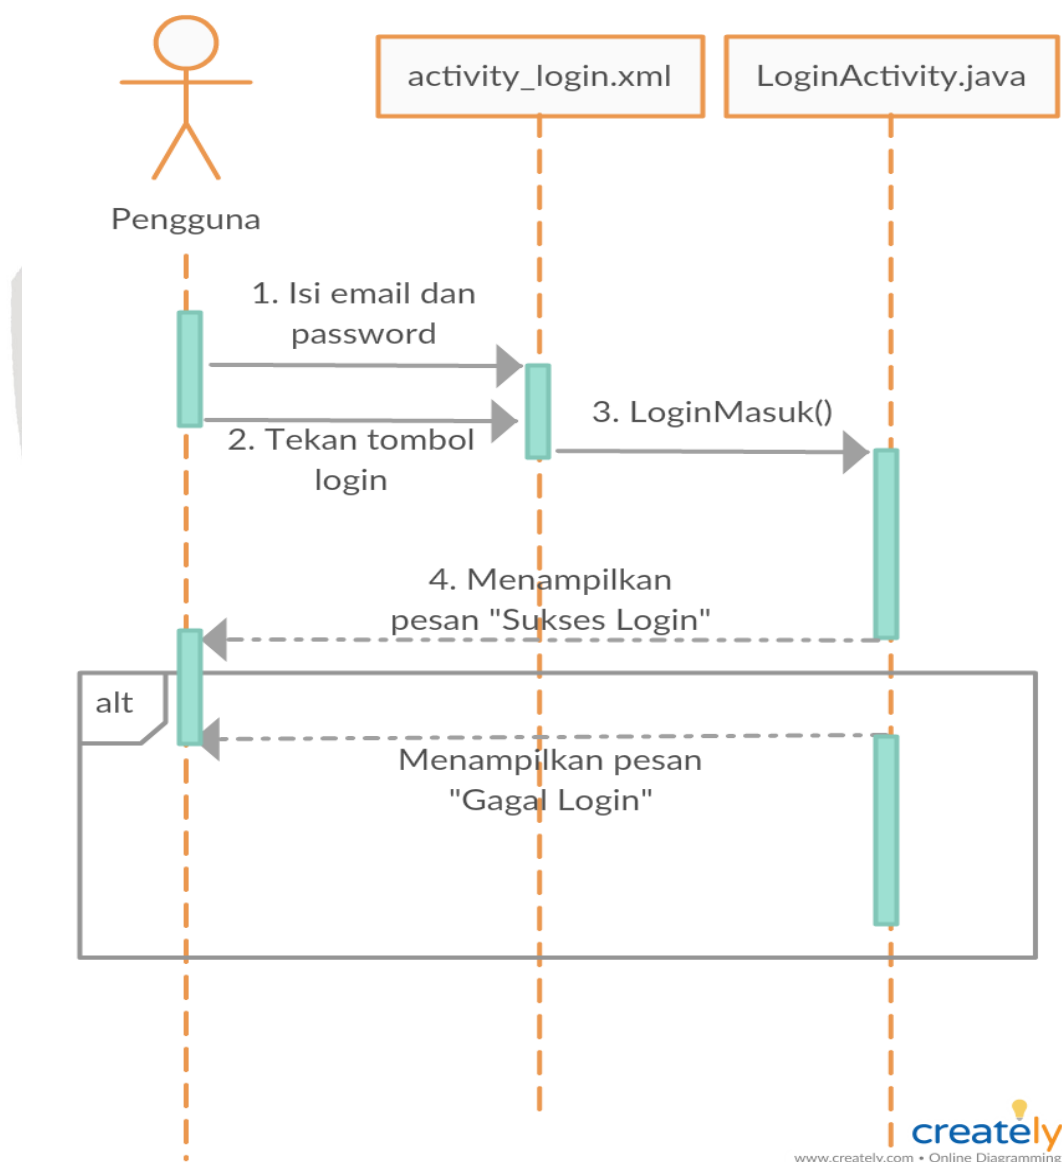 activity_login.xml
LoginActivity.java
Pengguna
1. Isi email dan
password
2. Tekan tombol
login
3. LoginMasuk()
4. Menampilkan
pesan "Sukses Login"
alt
Menampilkan pesan
"Gagal Login"
creately
www.creately.com • Online Diagramming